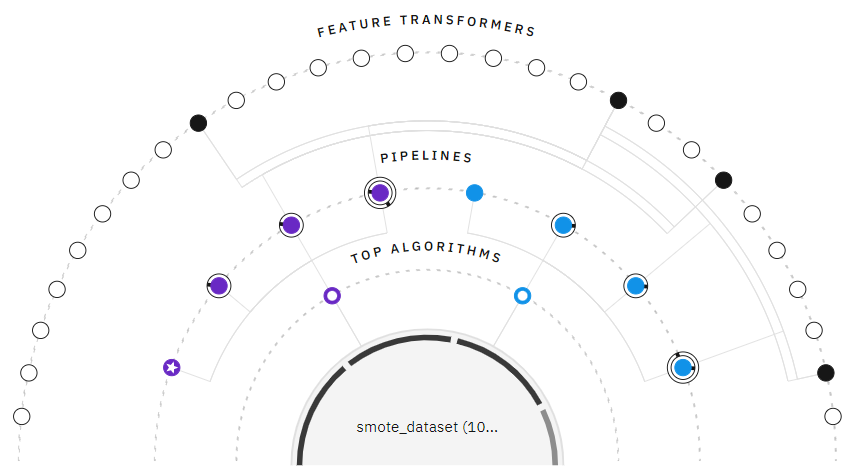 FEATURE TRANSFORMERS
PIPELINES
TOP ALGORITHMS
smote_dataset (10...